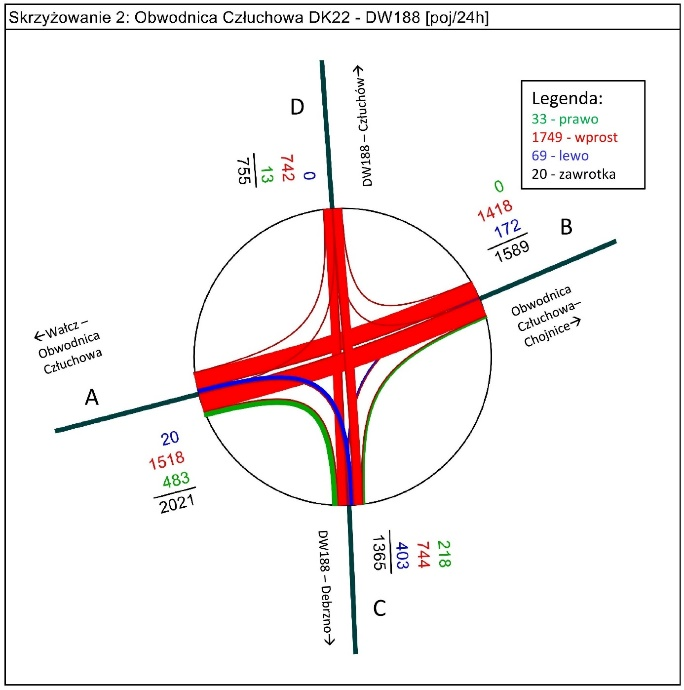 Skrzyżowanie 2: Obwodnica Człuchowa DK22 - DW188 [poj/24h]
D
DW188 – Człuchów→
Legenda:
33 - prawo
1749 - wprost
69 - lewo
20 - zawrotka
0
742
13
755
0
1418
172
1589
B
Obwodnica
Człuchowa–
Chojnice→
←Wałcz –
Obwodnica
Człuchowa
A
20
1518
483
2021
DW188 – Debrzno→
218
744
403
1365
C